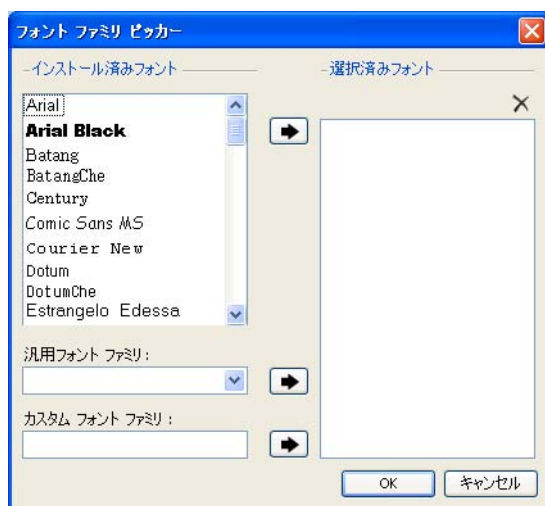 フォント ファミリ ピッカー
インストール済みフォント
Arial
Arial Black
Batang
BatangChe
Century
Comic Sans MS
Courier New
Dotum
DotumChe
Estrangelo Edessa
汎用フォント ファミリ :
カスタム フォント ファミリ :
選択済みフォント
OK
キャンセル